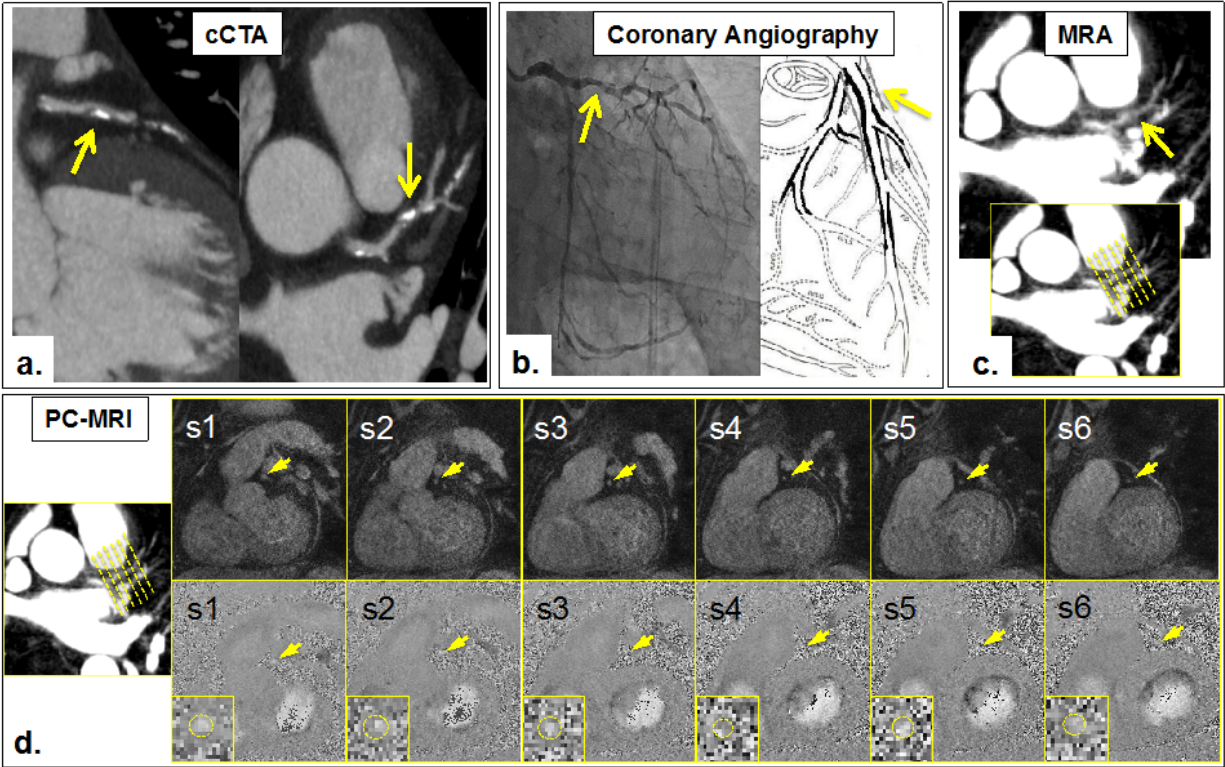 cCTA
a.
Coronary Angiography
b.
MRA
c.
PC-MRI
s1 s2 s3 s4 s5 s6
s1 s2 s3 s4 s5 s6
d.